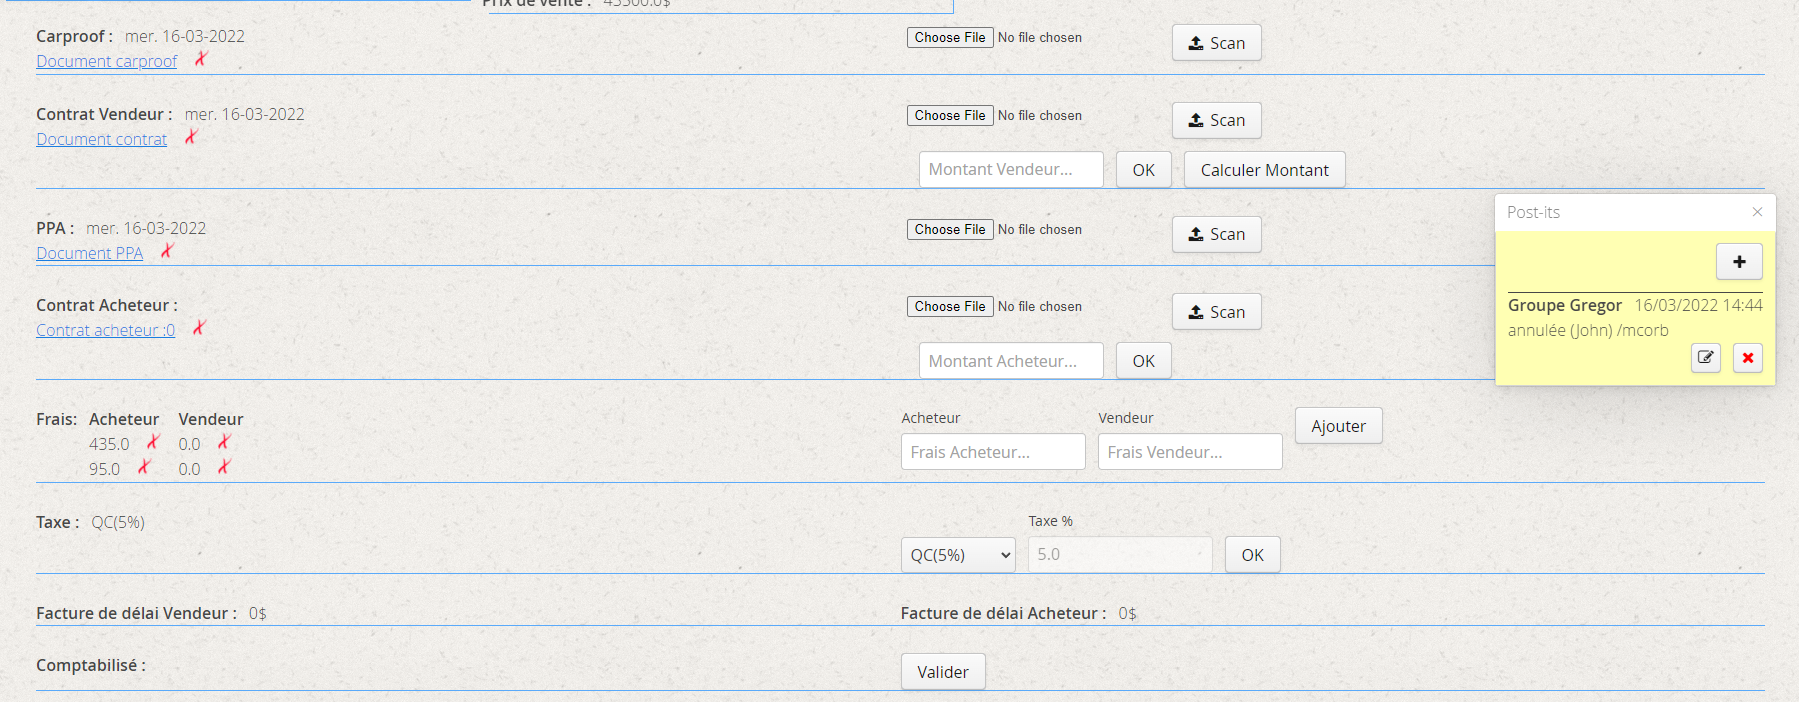 Prix de vente : 45500.0$
Carproof : mer. 16-03-2022 Choose File No file chosen Scan
Document carproof
Contrat Vendeur : mer. 16-03-2022 Choose File No file chosen Scan
Document contrat
Montant Vendeur... OK Calculer Montant
PPA : mer. 16-03-2022 Choose File No file chosen Scan
Document PPA
Contrat Acheteur : Choose File No file chosen Scan
Contrat acheteur :0
Montant Acheteur... OK
Post-its ×
Groupe Gregor 16/03/2022 14:44
annulée (John) /mcorb
Frais: Acheteur Vendeur Acheteur Vendeur Ajouter
435.0 0.0 Frais Acheteur... Frais Vendeur...
95.0 0.0
Taxe : QC(5%) Taxe %
QC(5%) 5.0 OK
Facture de délai Vendeur : 0$ Facture de délai Acheteur : 0$
Comptabilisé : Valider